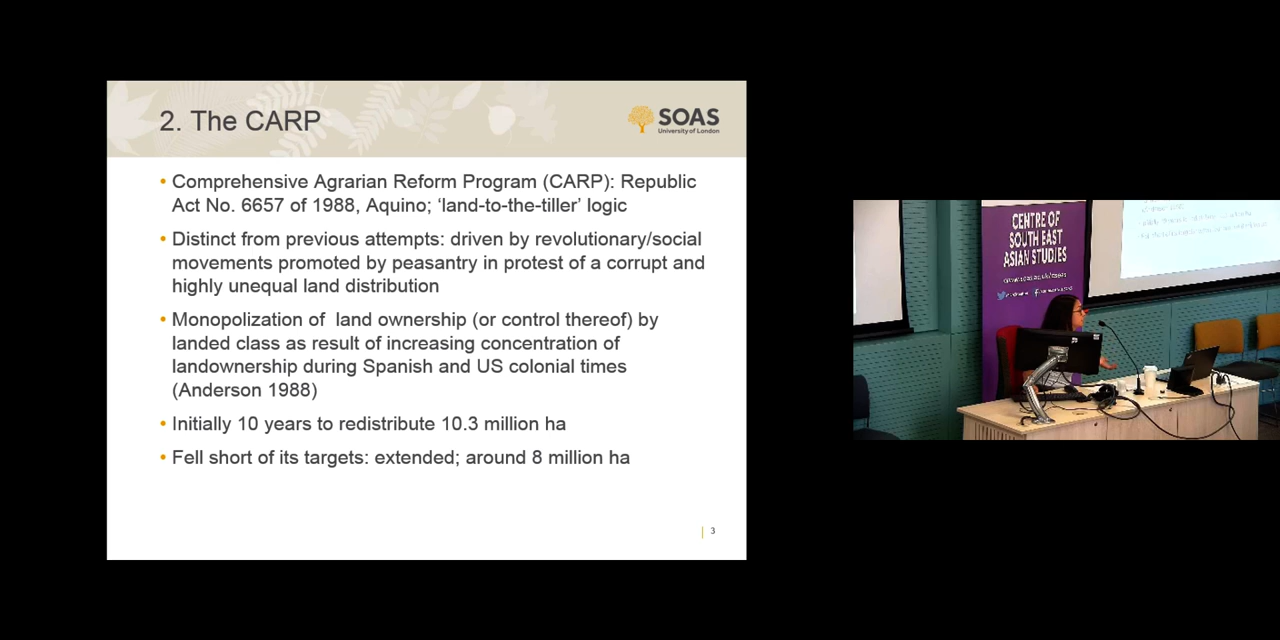 2. The CARP
SOAS
University of London
• Comprehensive Agrarian Reform Program (CARP): Republic
Act No. 6657 of 1988, Aquino; ‘land-to-the-tiller’ logic
• Distinct from previous attempts: driven by revolutionary/social
movements promoted by peasantry in protest of a corrupt and
highly unequal land distribution
• Monopolization of land ownership (or control thereof) by
landed class as result of increasing concentration of
landownership during Spanish and US colonial times
(Anderson 1988)
• Initially 10 years to redistribute 10.3 million ha
• Fell short of its targets: extended; around 8 million ha
3
CENTRE OF
SOUTH EAST
ASIAN STUDIES